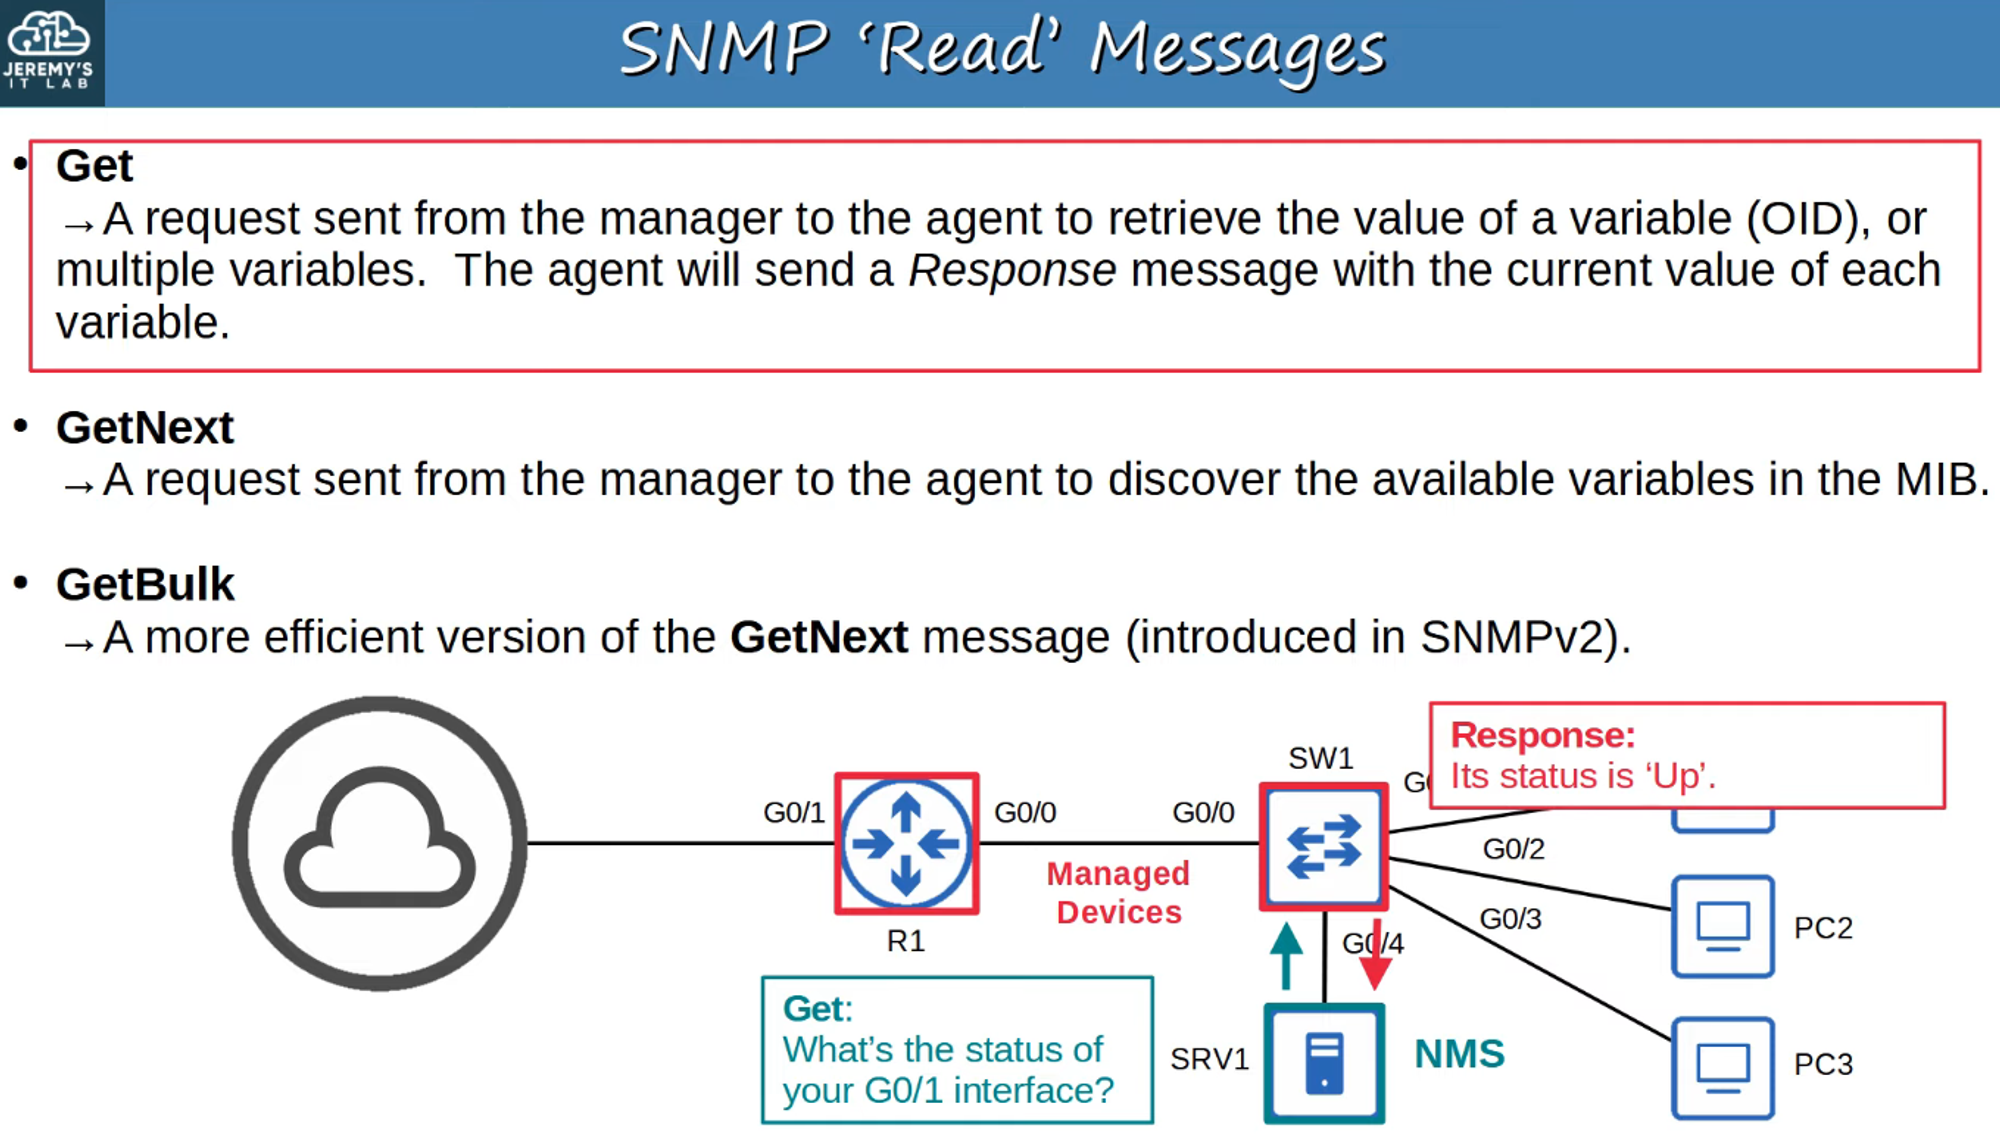 JEREMY'S
IT LAB
SNMP ‘Read’ Messages
• Get
→A request sent from the manager to the agent to retrieve the value of a variable (OID), or
multiple variables.  The agent will send a Response message with the current value of each
variable.
• GetNext
→A request sent from the manager to the agent to discover the available variables in the MIB.
• GetBulk
→A more efficient version of the GetNext message (introduced in SNMPv2).
Response:
Its status is ‘Up’.
SW1
G0/1
G0/0
G0/0
G0/2
Managed
Devices
G0/3
PC2
R1
G0/4
Get:
What’s the status of
your G0/1 interface?
SRV1
NMS
PC3